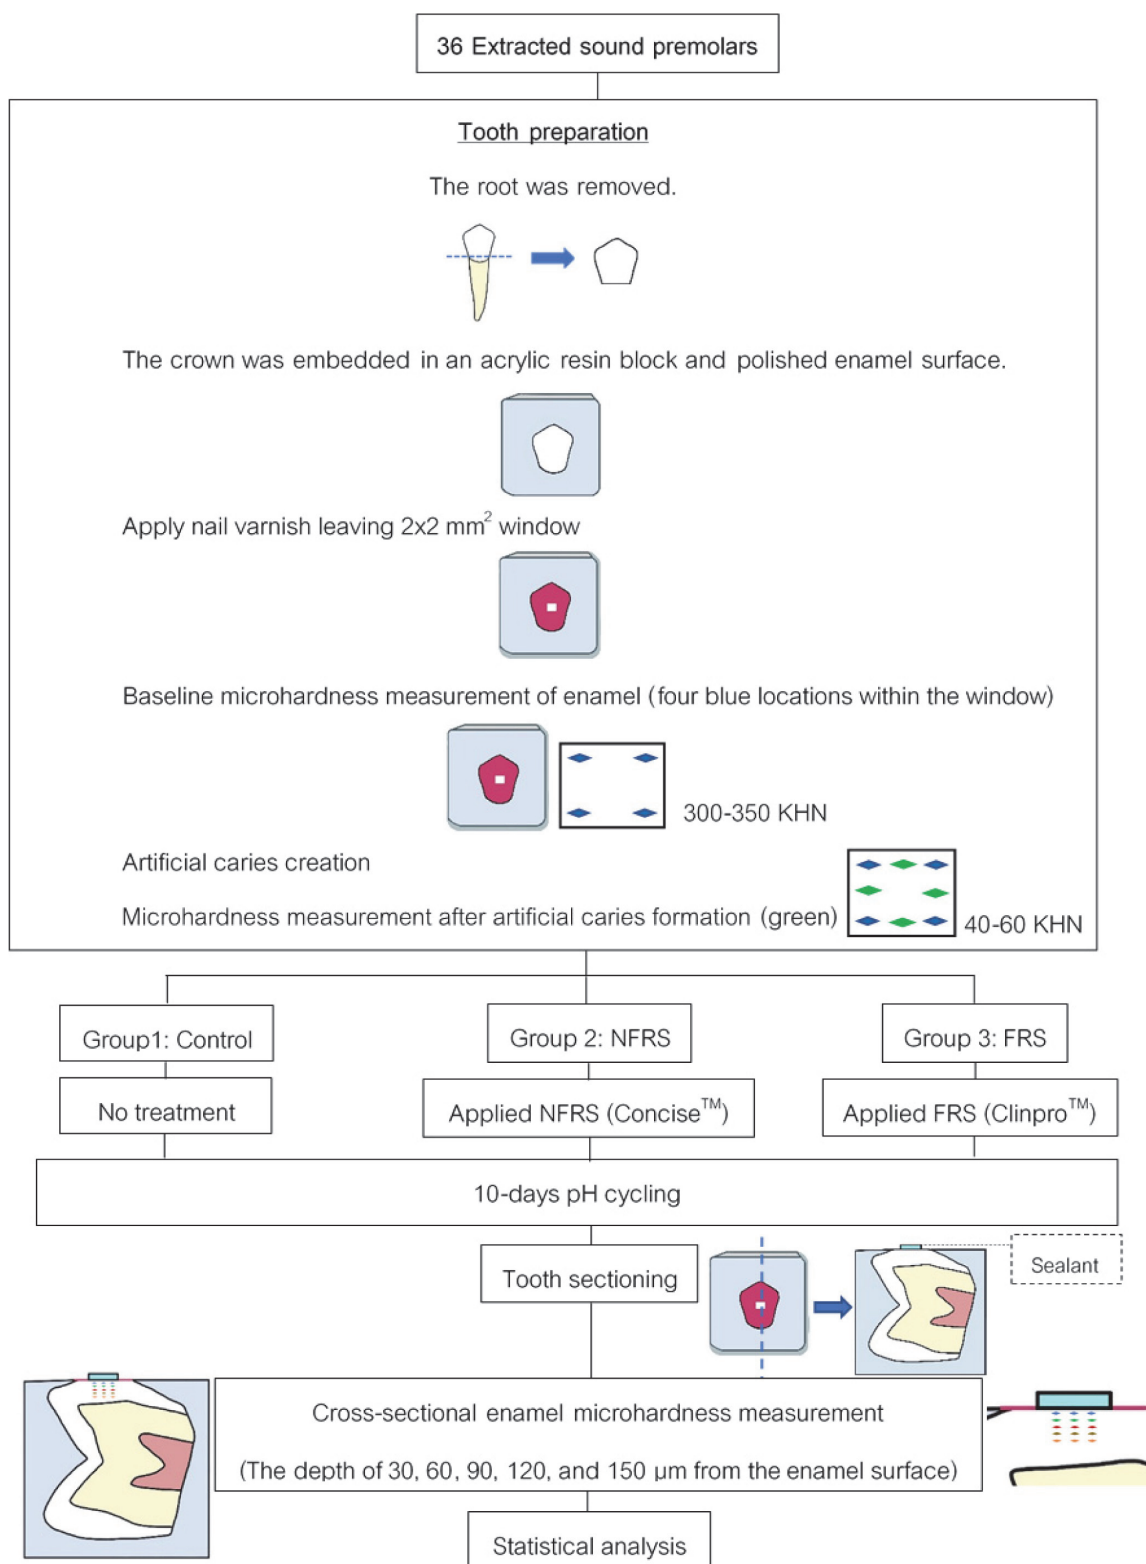 36 Extracted sound premolars
Tooth preparation
The root was removed.
The crown was embedded in an acrylic resin block and polished enamel surface.
Apply nail varnish leaving 2x2 mm² window
Baseline microhardness measurement of enamel (four blue locations within the window)
300-350 KHN
Artificial caries creation
Microhardness measurement after artificial caries formation (green)
40-60 KHN
Group1: Control
Group 2: NFRS
Group 3: FRS
No treatment
Applied NFRS (Concise™)
Applied FRS (Clinpro™)
10-days pH cycling
Tooth sectioning
Sealant
Cross-sectional enamel microhardness measurement
(The depth of 30, 60, 90, 120, and 150 µm from the enamel surface)
Statistical analysis